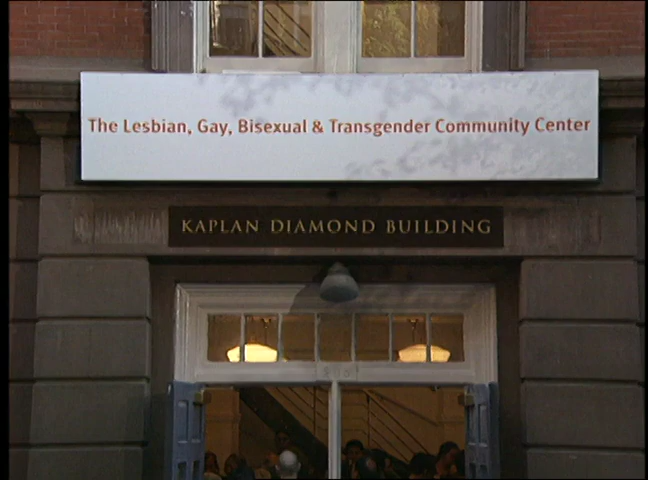 The Lesbian, Gay, Bisexual & Transgender Community Center
KAPLAN DIAMOND BUILDING